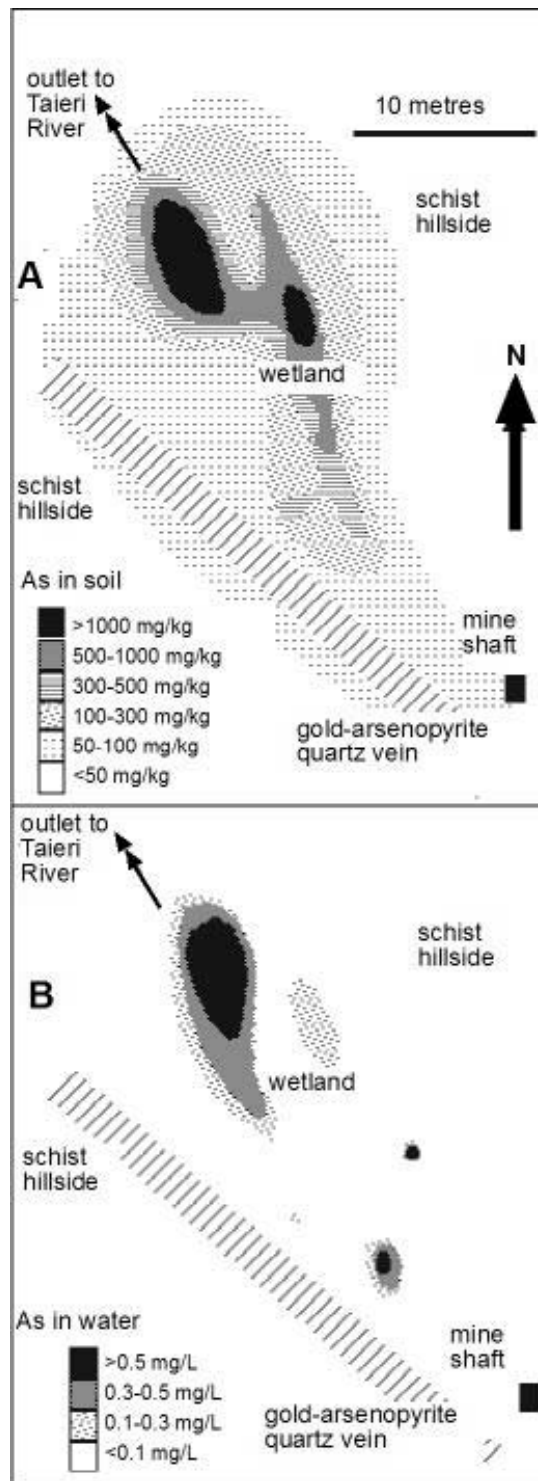 outlet to
Taieri
River
10 metres
schist
hillside
A
N
wetland
schist
hillside
As in soil
>1000 mg/kg
500-1000 mg/kg
300-500 mg/kg
100-300 mg/kg
50-100 mg/kg
<50 mg/kg
mine
shaft
gold-arsenopyrite
quartz vein
outlet to
Taieri
River
schist
hillside
B
wetland
schist
hillside
As in water
>0.5 mg/L
0.3-0.5 mg/L
0.1-0.3 mg/L
<0.1 mg/L
mine
shaft
gold-arsenopyrite
quartz vein